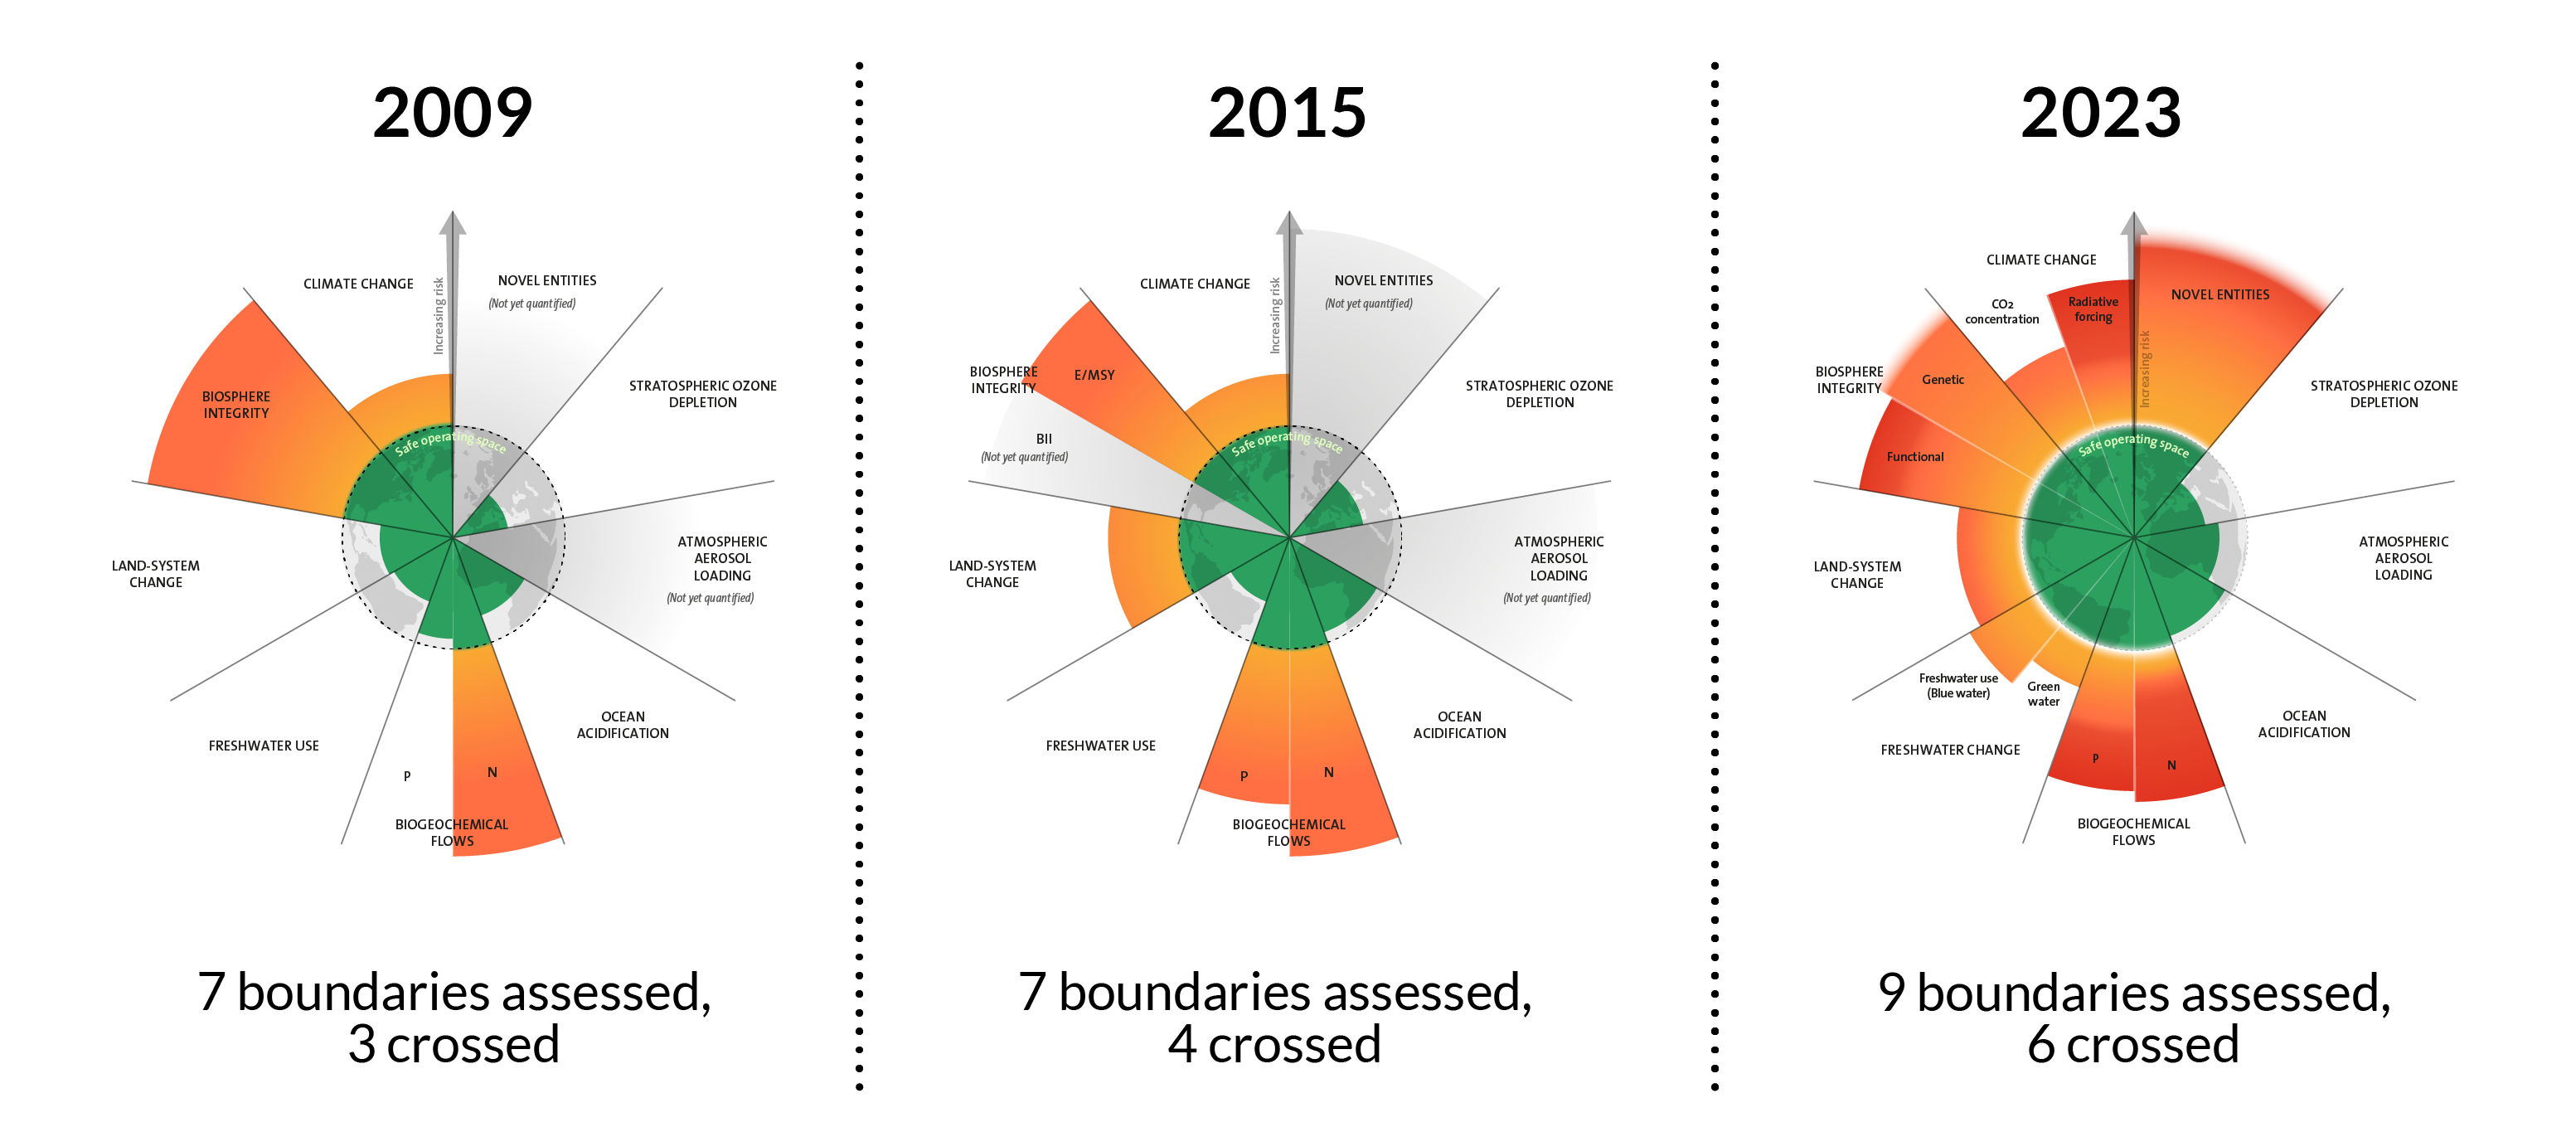 2009
CLIMATE CHANGE
Increasing risk
NOVEL ENTITIES
(Not yet quantified)
STRATOSPHERIC OZONE
DEPLETION
BIOSPHERE
INTEGRITY
Safe operating space
ATMOSPHERIC
AEROSOL
LOADING
(Not yet quantified)
LAND-SYSTEM
CHANGE
OCEAN
ACIDIFICATION
FRESHWATER USE
P
N
BIOGEOCHEMICAL
FLOWS
7 boundaries assessed,
3 crossed
2015
CLIMATE CHANGE
Increasing risk
NOVEL ENTITIES
(Not yet quantified)
BIOSPHERE
INTEGRITY
E/MSY
STRATOSPHERIC OZONE
DEPLETION
BII
(Not yet quantified)
Safe operating space
ATMOSPHERIC
AEROSOL
LOADING
(Not yet quantified)
LAND-SYSTEM
CHANGE
OCEAN
ACIDIFICATION
FRESHWATER USE
P
N
BIOGEOCHEMICAL
FLOWS
7 boundaries assessed,
4 crossed
2023
CLIMATE CHANGE
CO2
concentration
Radiative
forcing
Increasing risk
NOVEL ENTITIES
BIOSPHERE
INTEGRITY
Genetic
STRATOSPHERIC OZONE
DEPLETION
Functional
Safe operating space
ATMOSPHERIC
AEROSOL
LOADING
LAND-SYSTEM
CHANGE
Freshwater use
(Blue water)
Green
water
OCEAN
ACIDIFICATION
FRESHWATER CHANGE
P
N
BIOGEOCHEMICAL
FLOWS
9 boundaries assessed,
6 crossed